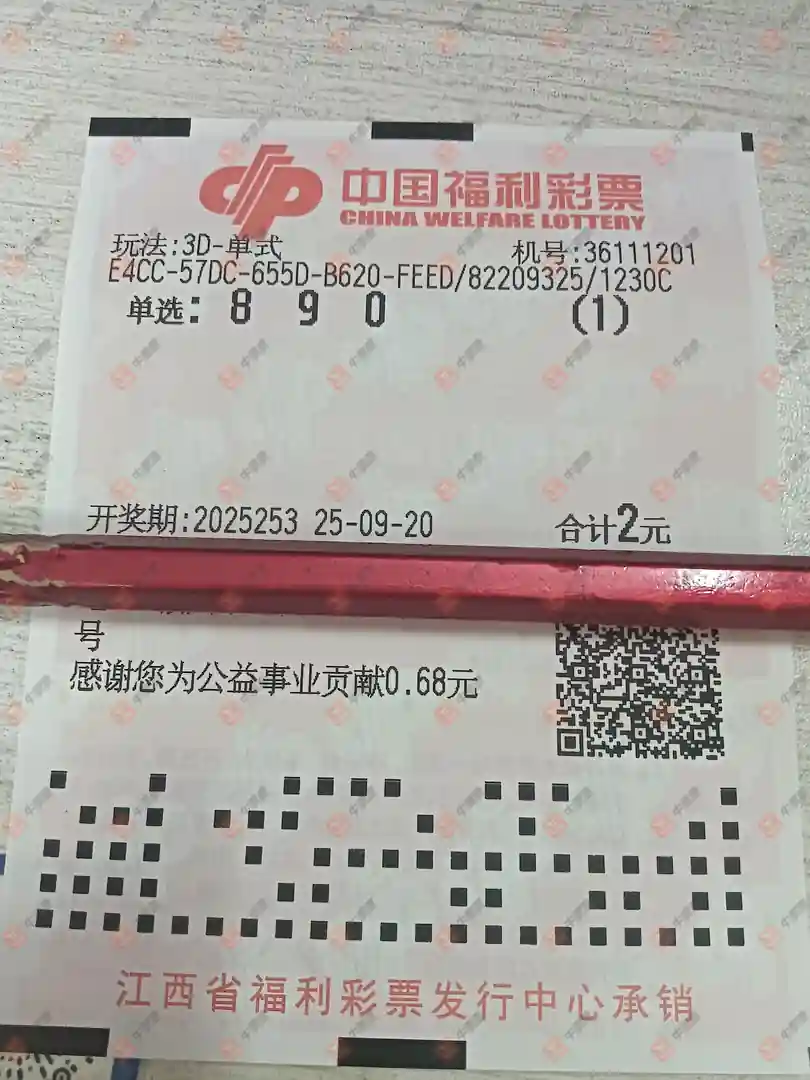 中国福利彩票
CHINA WELFARE LOTTERY
玩法:3D-单式 机号:36111201
E4CC-57DC-655D-B620-FEED/82209325/1230C
单选: 8 9 0 (1)
开奖期:2025253 25-09-20 合计2元
号
感谢您为公益事业贡献0.68元
江西省福利彩票发行中心承销